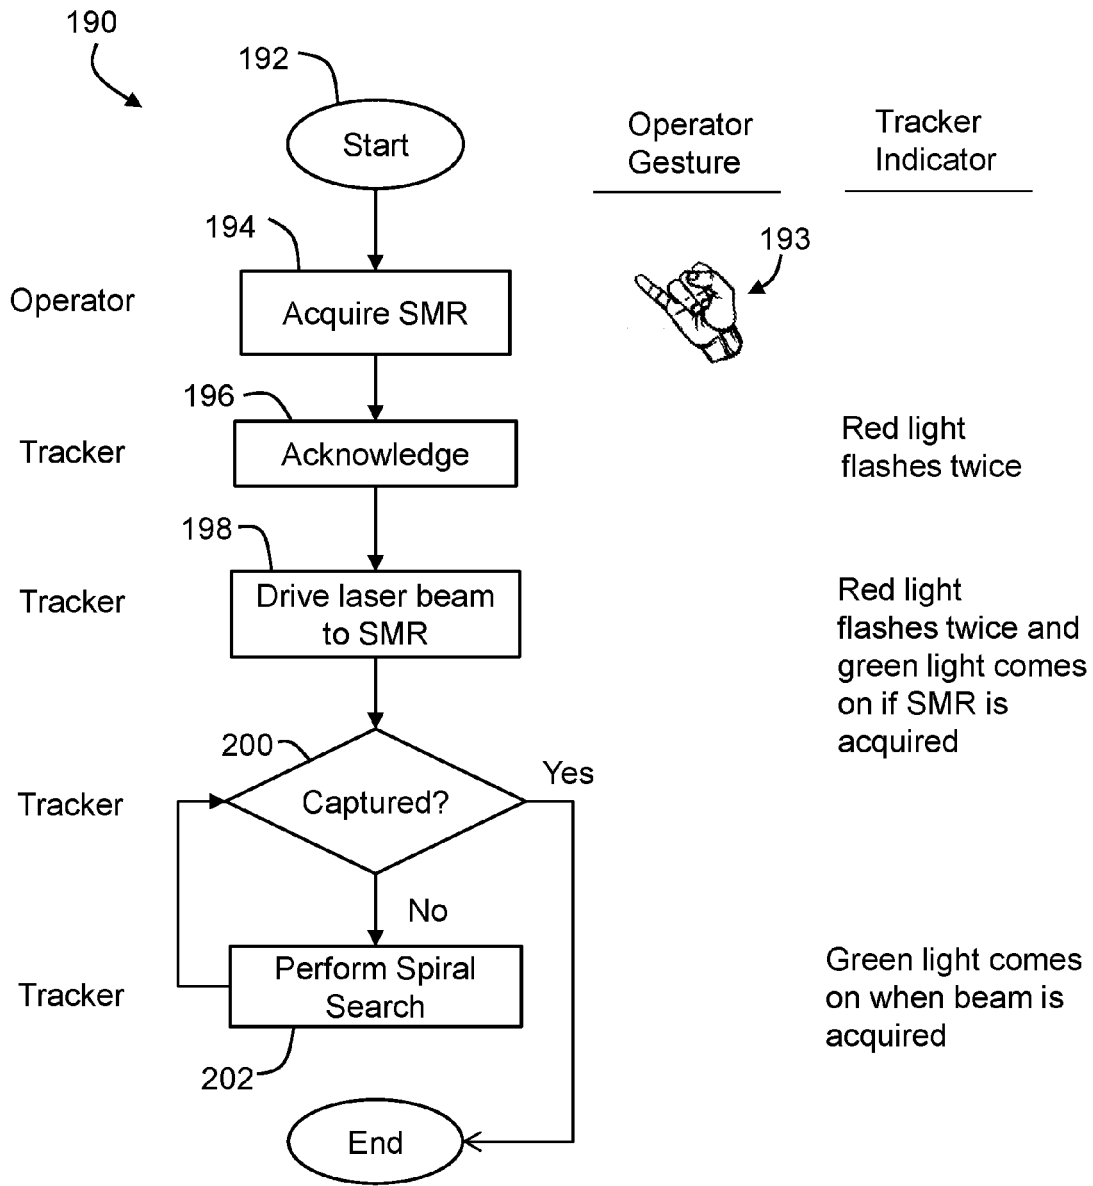 190
192
Start
Operator
Gesture
Tracker
Indicator
194
193
Operator
Acquire SMR
196
Tracker
Acknowledge
Red light
flashes twice
198
Tracker
Drive laser beam
to SMR
Red light
flashes twice and
green light comes
on if SMR is
acquired
200
Yes
Tracker
Captured?
No
Tracker
Perform Spiral
Search
Green light comes
on when beam is
acquired
202
End